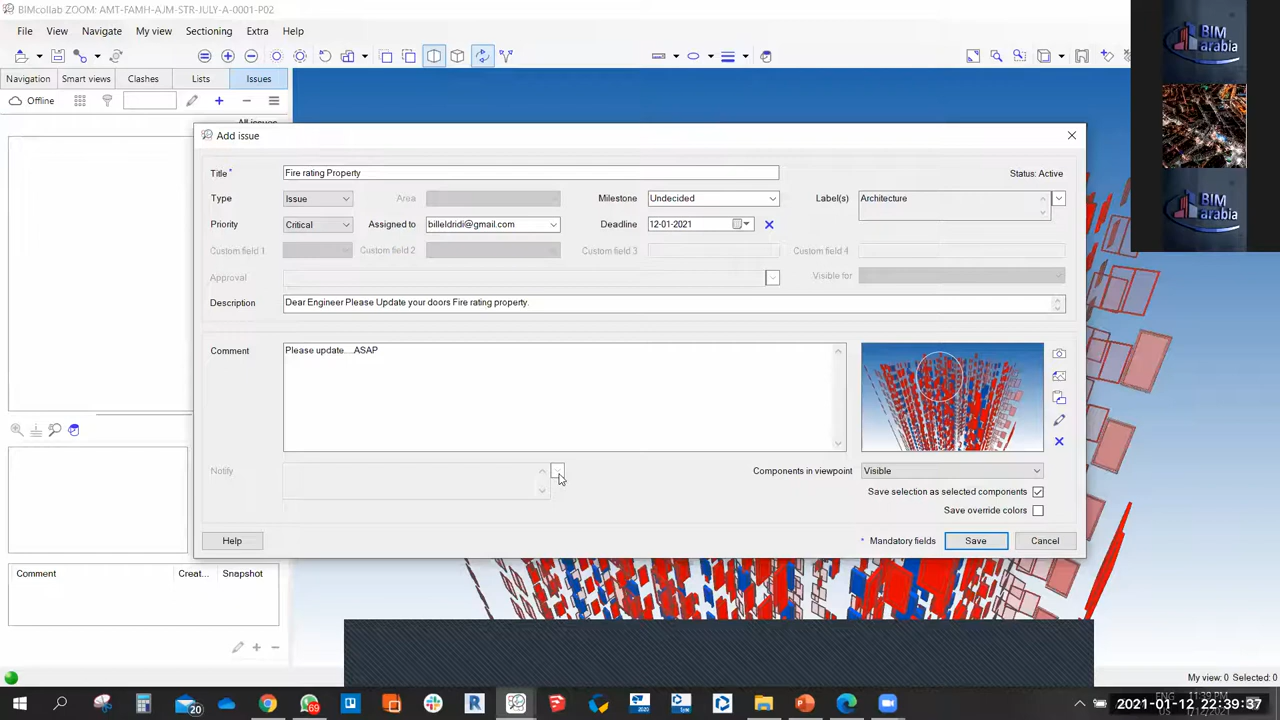 BIMcollab ZOOM: AMT-FAMH-AJM-STR-JULY-A-0001-P02
File View Navigate My view Sectioning Extra Help
Navigation Smart views Clashes Lists Issues
Offline
Add issue
Title* Fire rating Property Status: Active
Type Issue Area Milestone Undecided Label(s) Architecture
Priority Critical Assigned to billeldridi@gmail.com Deadline 12-01-2021
Custom field 1 Custom field 2 Custom field 3 Custom field 4
Approval Visible for
Description Dear Engineer Please Update your doors Fire rating property.
Comment Please update....ASAP
Notify Components in viewpoint Visible
Save selection as selected components
Save override colors
Help * Mandatory fields Save Cancel
Comment Creat... Snapshot
My view: 0 Selected: 0
BIM
arabia
BIM
arabia
20
69
2021-01-12 22:39:37